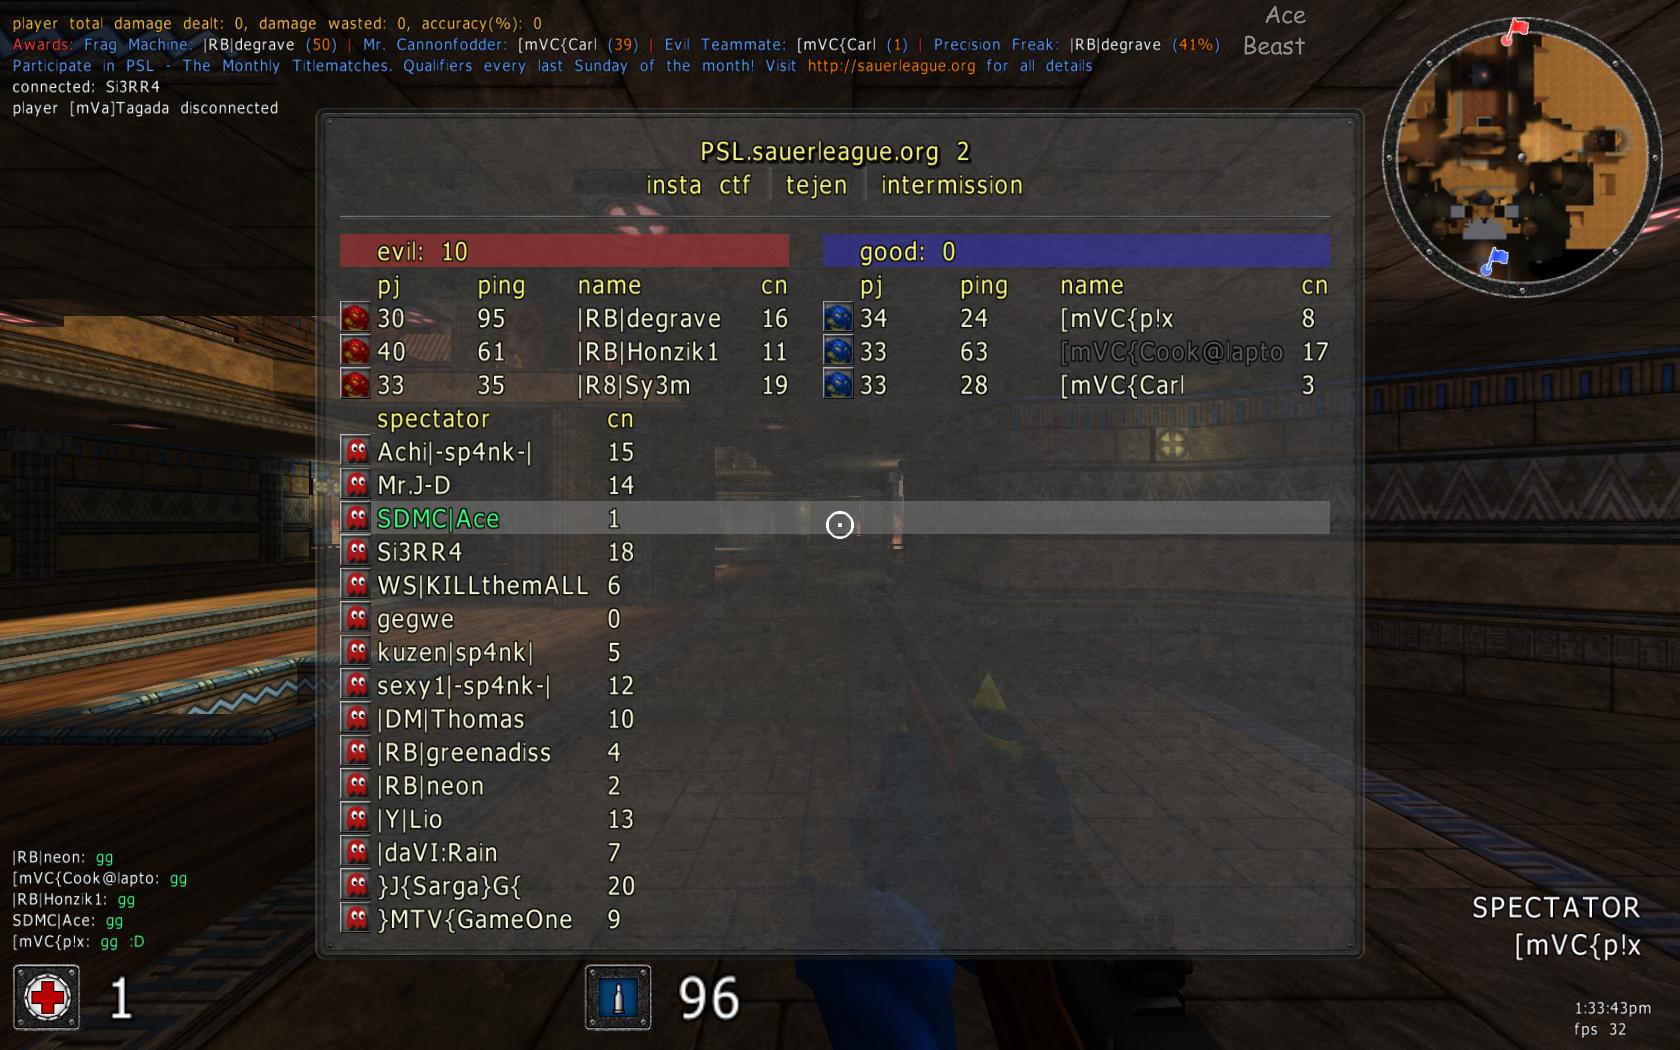 player total damage dealt: 0, damage wasted: 0, accuracy(%): 0
Awards: Frag Machine: |RB|degrave (50) | Mr. Cannonfodder: [mVC{Carl (39) | Evil Teammate: [mVC{Carl (1) | Precision Freak: |RB|degrave (41%)
Participate in PSL - The Monthly Titlematches. Qualifiers every last Sunday of the month! Visit http://sauerleague.org for all details
connected: Si3RR4
player [mVa]Tagada disconnected
Ace
Beast
PSL.sauerleague.org 2
insta ctf | tejen | intermission
evil: 10 good: 0
pj ping name cn pj ping name cn
30 95 |RB|degrave 16 34 24 [mVC{p!x 8
40 61 |RB|Honzik1 11 33 63 [mVC{Cook@lapto 17
33 35 |R8|Sy3m 19 33 28 [mVC{Carl 3
spectator cn
Achi|-sp4nk-| 15
Mr.J-D 14
SDMC|Ace 1
Si3RR4 18
WS|KILLthemALL 6
gegwe 0
kuzen|sp4nk| 5
sexy1|-sp4nk-| 12
|DM|Thomas 10
|RB|greenadiss 4
|RB|neon 2
|Y|Lio 13
|daVI:Rain 7
}J{Sarga}G{ 20
}MTV{GameOne 9
|RB|neon: gg
[mVC{Cook@lapto: gg
|RB|Honzik1: gg
SDMC|Ace: gg
[mVC{p!x: gg :D
SPECTATOR
[mVC{p!x
1 96
1:33:43pm
fps 32